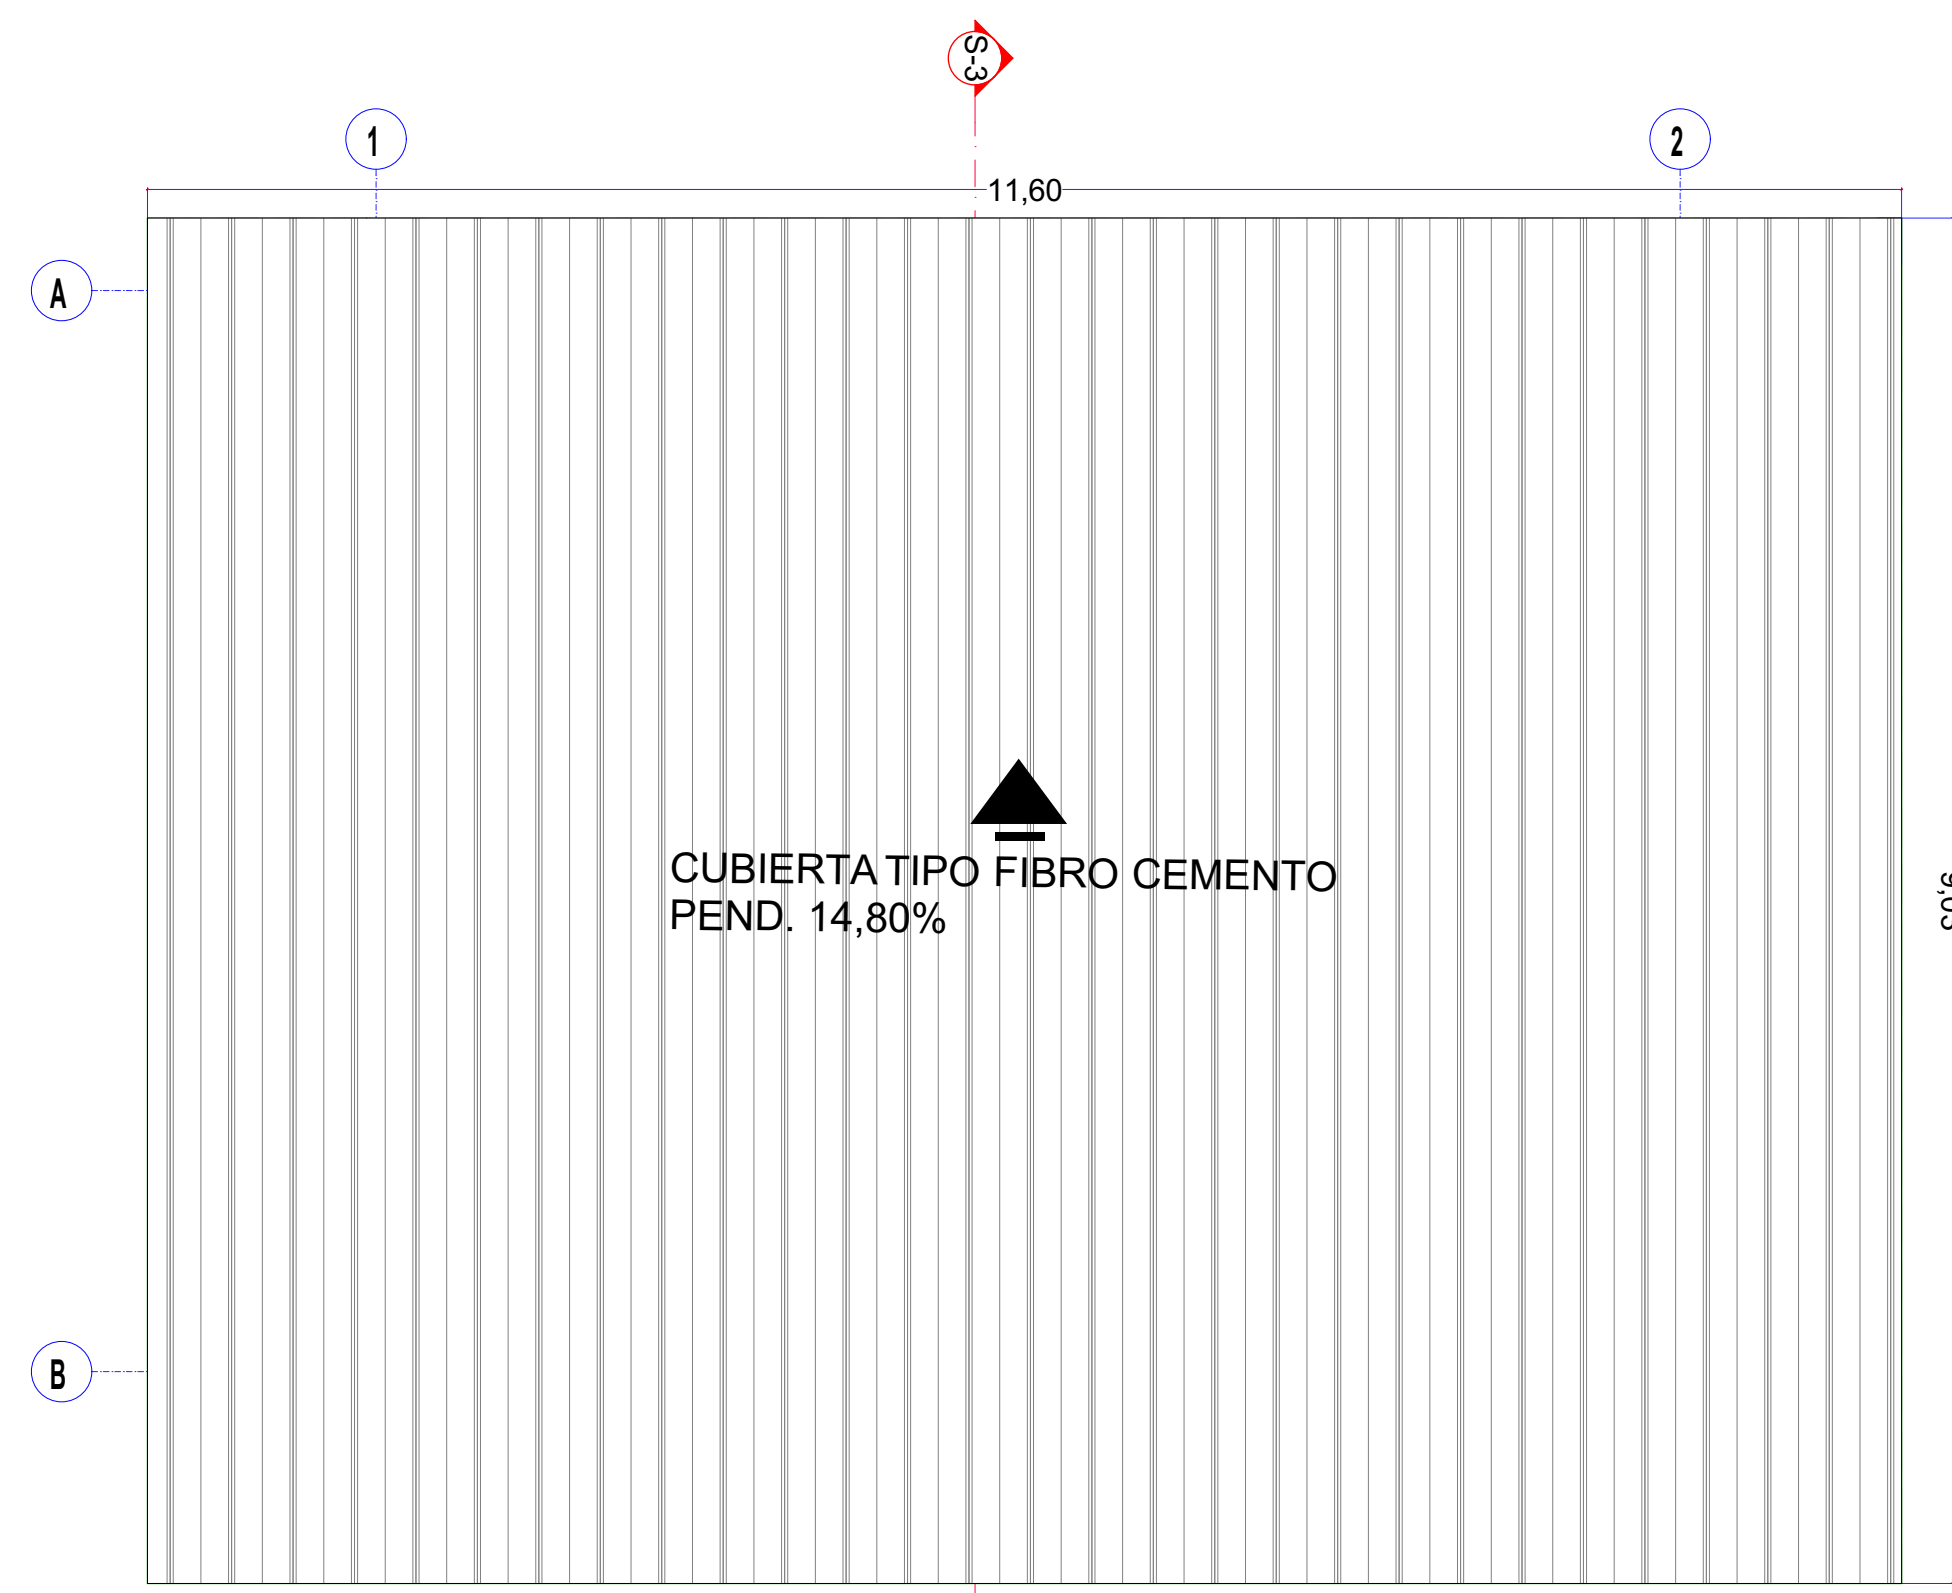 S-3
1
2
11,60
A
CUBIERTA TIPO FIBRO CEMENTO
PEND. 14,80%
B